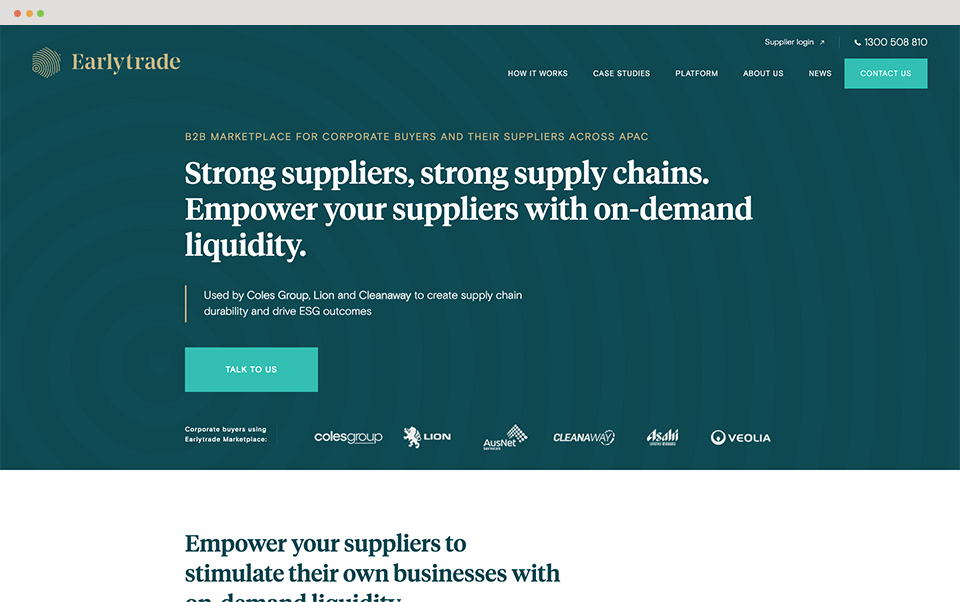 Supplier login ↗
1300 508 810
Earlytrade
HOW IT WORKS
CASE STUDIES
PLATFORM
ABOUT US
NEWS
CONTACT US
B2B MARKETPLACE FOR CORPORATE BUYERS AND THEIR SUPPLIERS ACROSS APAC
Strong suppliers, strong supply chains.
Empower your suppliers with on-demand
liquidity.
Used by Coles Group, Lion and Cleanaway to create supply chain
durability and drive ESG outcomes
TALK TO US
Corporate buyers using
Earlytrade Marketplace:
colesgroup
LION
AusNet
services
CLEANAWAY
Asahi
VEOLIA
Empower your suppliers to
stimulate their own businesses with
on-demand liquidity